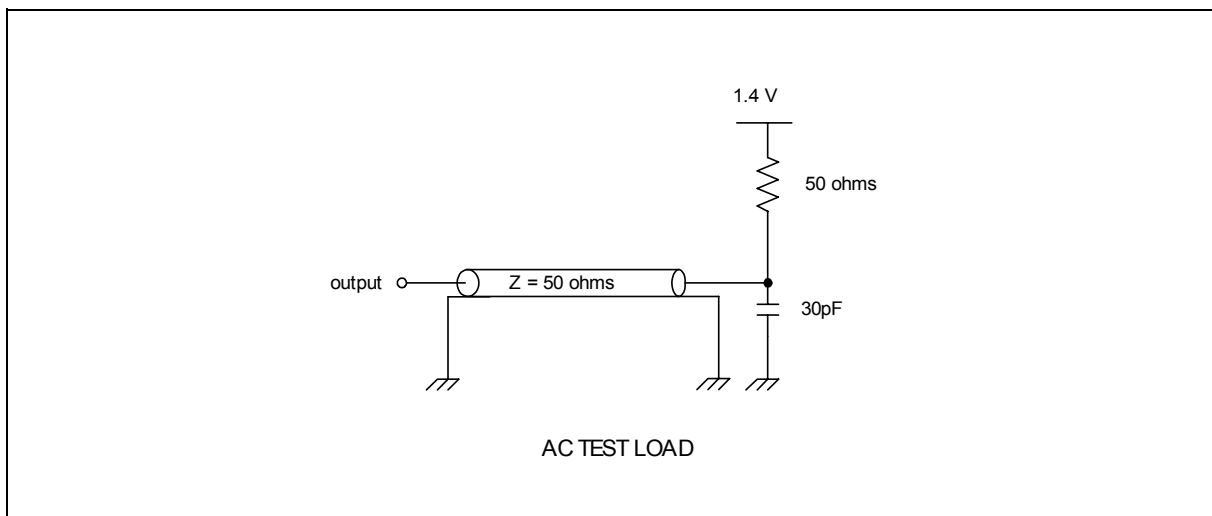 1.4 V
50 ohms
output
Z = 50 ohms
30pF
AC TEST LOAD